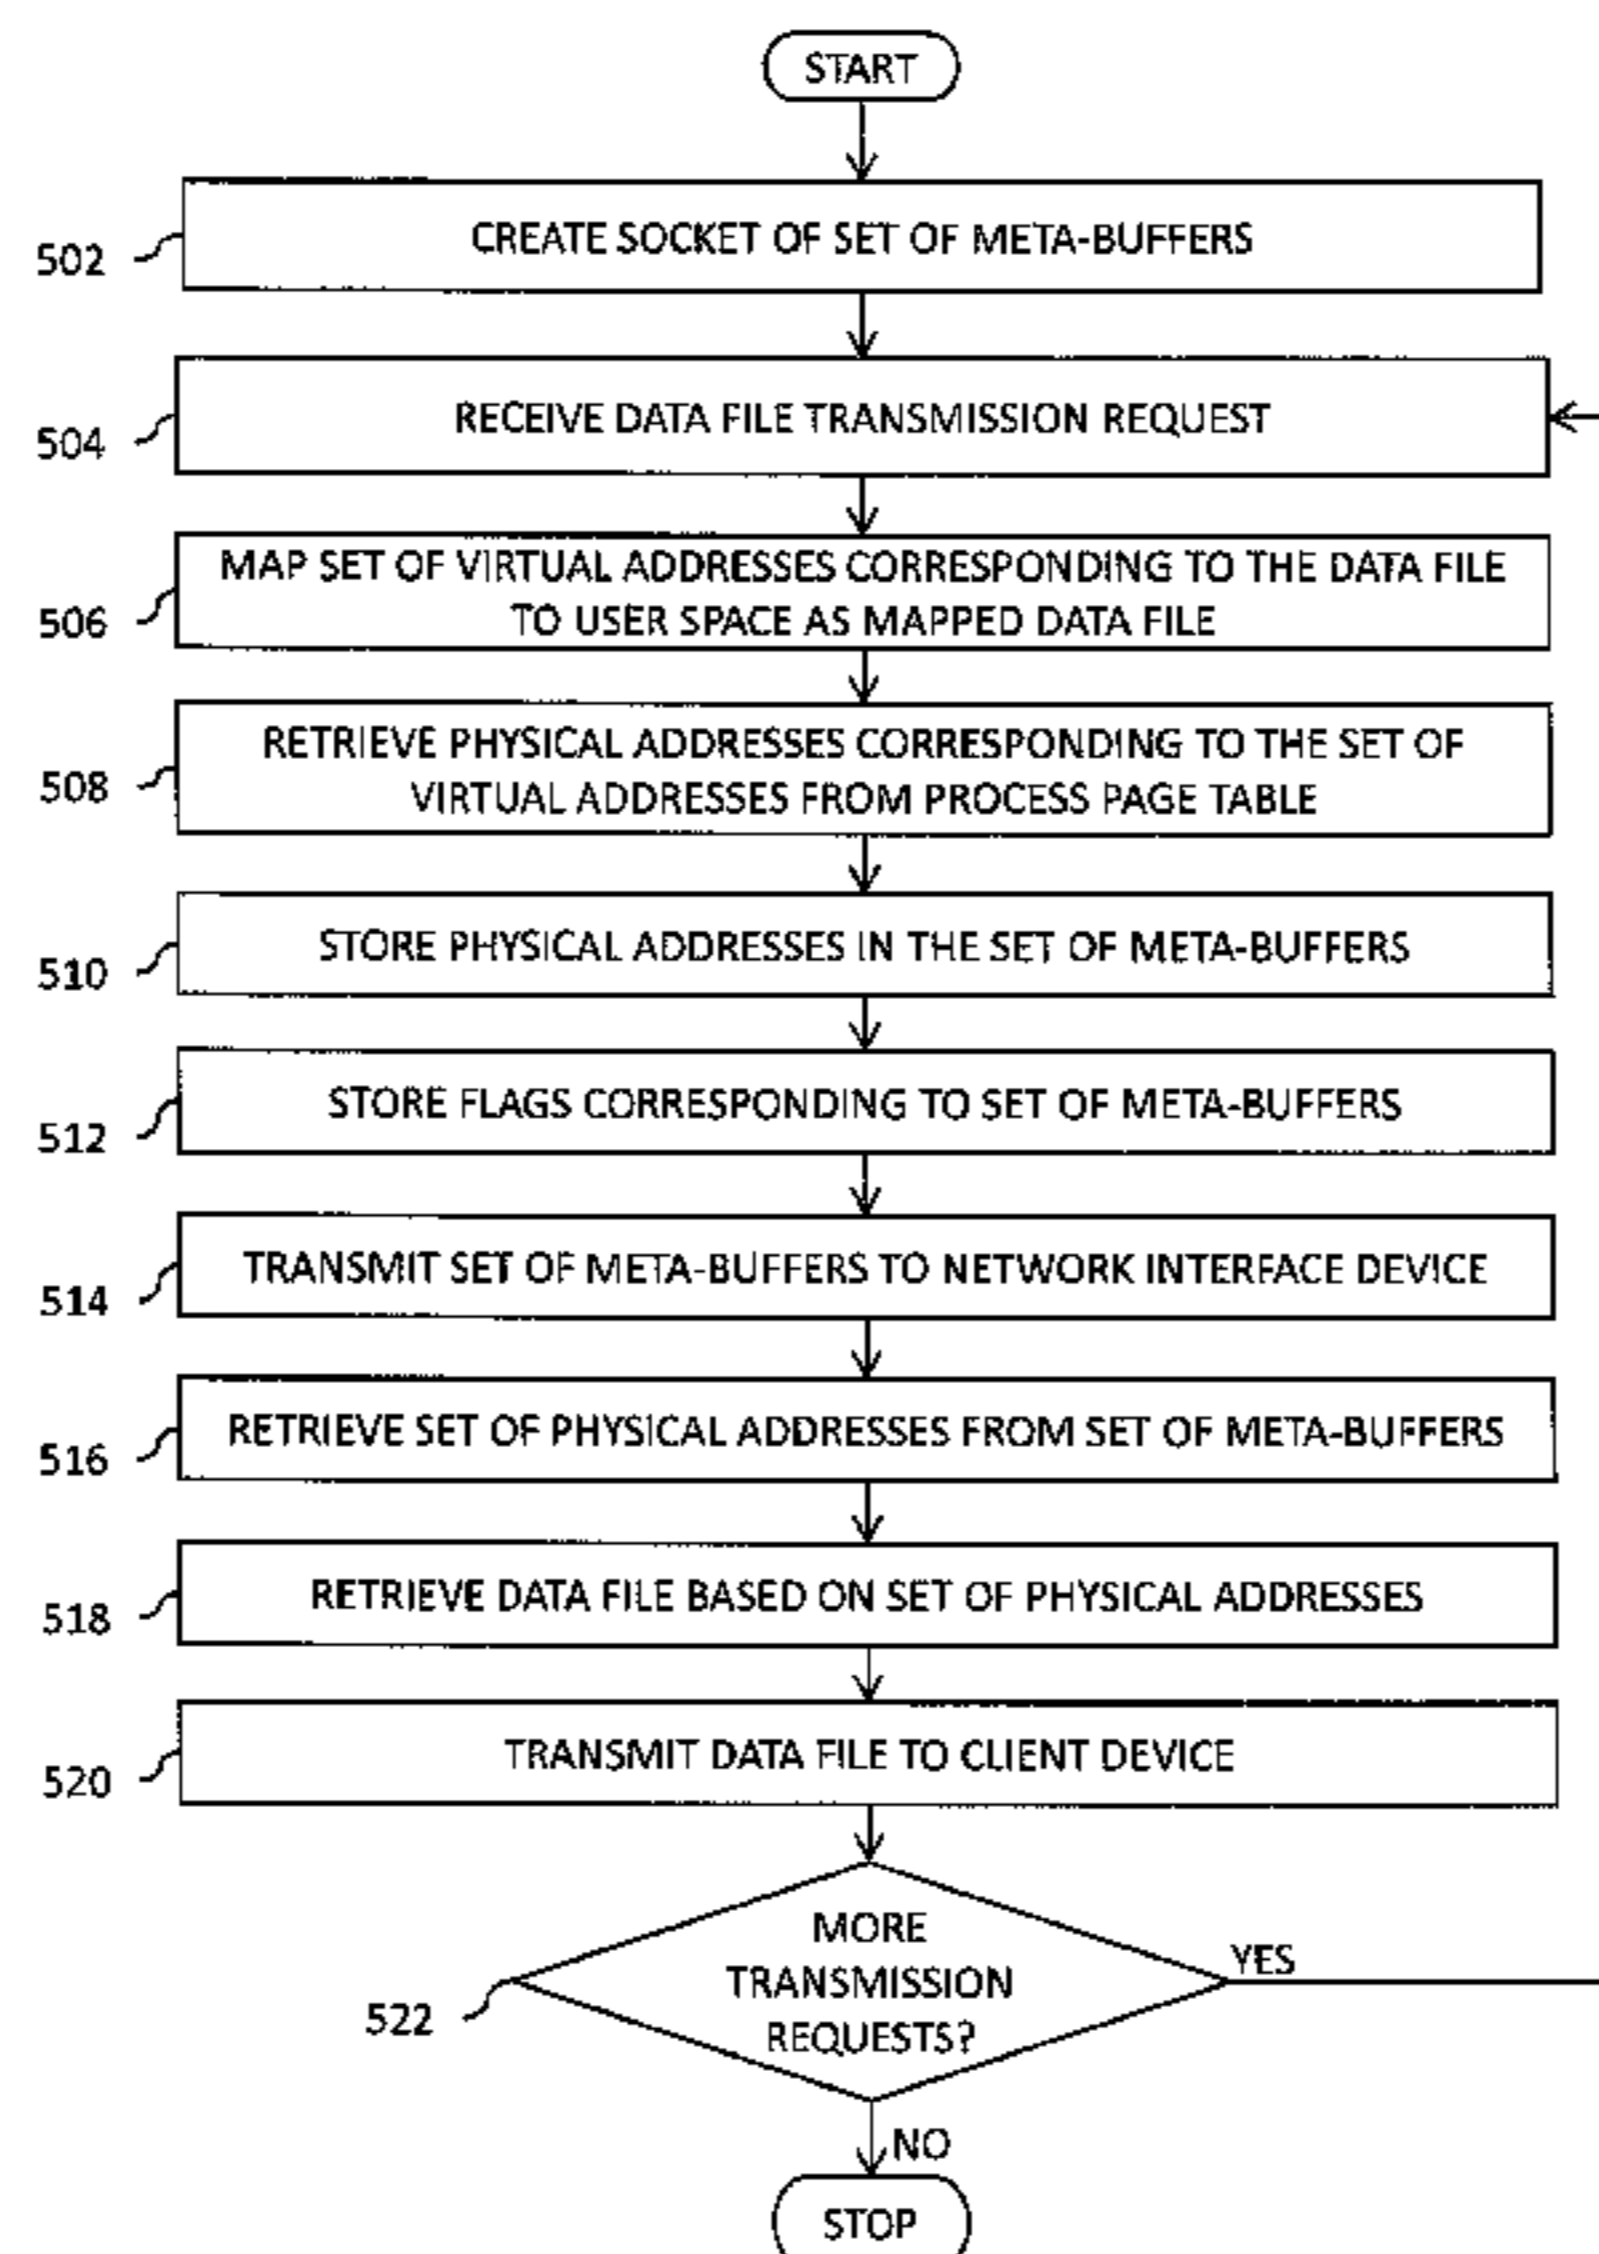 START
502
CREATE SOCKET OF SET OF META-BUFFERS
504
RECEIVE DATA FILE TRANSMISSION REQUEST
506
MAP SET OF VIRTUAL ADDRESSES CORRESPONDING TO THE DATA FILE
TO USER SPACE AS MAPPED DATA FILE
508
RETRIEVE PHYSICAL ADDRESSES CORRESPONDING TO THE SET OF
VIRTUAL ADDRESSES FROM PROCESS PAGE TABLE
510
STORE PHYSICAL ADDRESSES IN THE SET OF META-BUFFERS
512
STORE FLAGS CORRESPONDING TO SET OF META-BUFFERS
514
TRANSMIT SET OF META-BUFFERS TO NETWORK INTERFACE DEVICE
516
RETRIEVE SET OF PHYSICAL ADDRESSES FROM SET OF META-BUFFERS
518
RETRIEVE DATA FILE BASED ON SET OF PHYSICAL ADDRESSES
520
TRANSMIT DATA FILE TO CLIENT DEVICE
522
MORE
TRANSMISSION
REQUESTS?
YES
NO
STOP